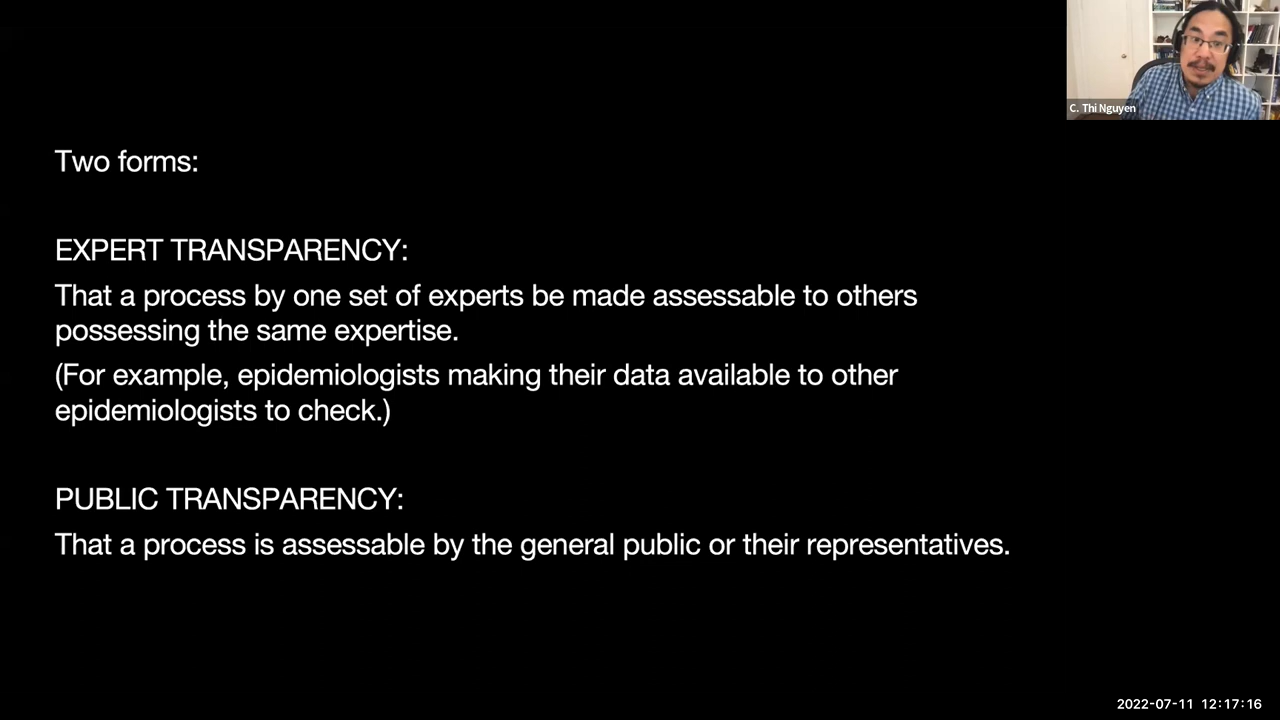 C. Thi Nguyen
Two forms:
EXPERT TRANSPARENCY:
That a process by one set of experts be made assessable to others
possessing the same expertise.
(For example, epidemiologists making their data available to other
epidemiologists to check.)
PUBLIC TRANSPARENCY:
That a process is assessable by the general public or their representatives.
2022-07-11 12:17:16